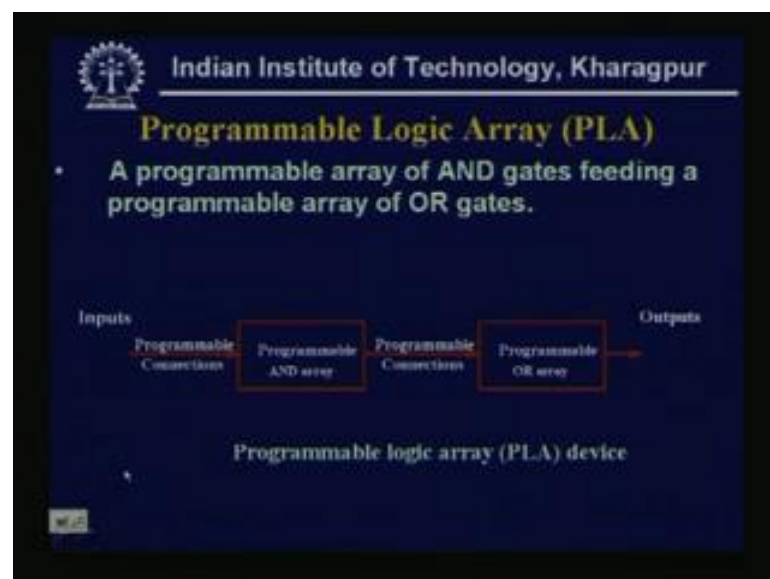 Indian Institute of Technology, Kharagpur
Programmable Logic Array (PLA)
• A programmable array of AND gates feeding a
programmable array of OR gates.
Inputs
Outputs
Programmable
Connections
Programmable
AND array
Programmable
Connections
Programmable
OR array
Programmable logic array (PLA) device